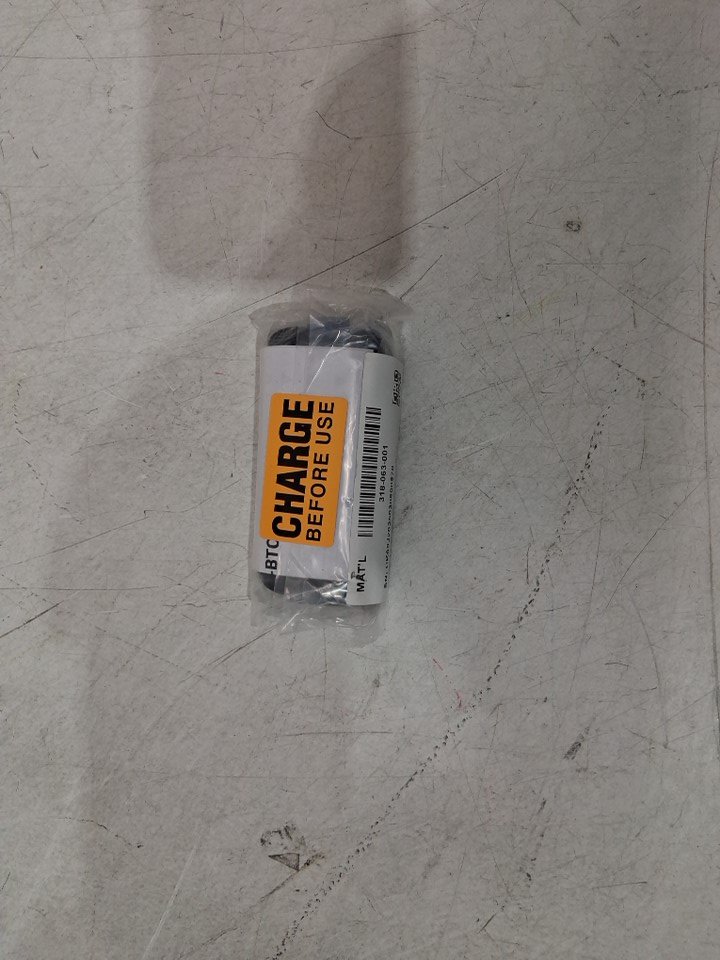 CHARGE
BEFORE USE
-BTC
MAT'L
318-063-001